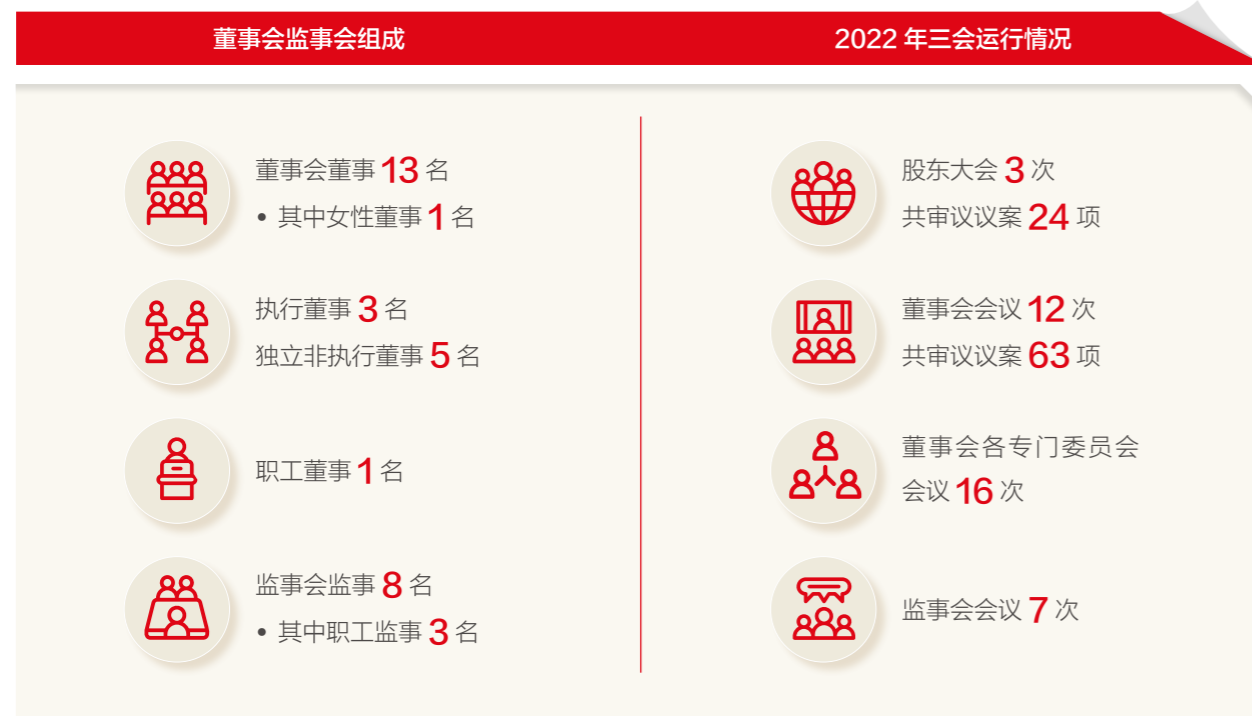 董事会监事会组成
董事会董事 13 名
• 其中女性董事 1 名
执行董事 3 名
独立非执行董事 5 名
职工董事 1 名
监事会监事 8 名
• 其中职工监事 3 名
2022 年三会运行情况
股东大会 3 次
共审议议案 24 项
董事会会议 12 次
共审议议案 63 项
董事会各专门委员会
会议 16 次
监事会会议 7 次